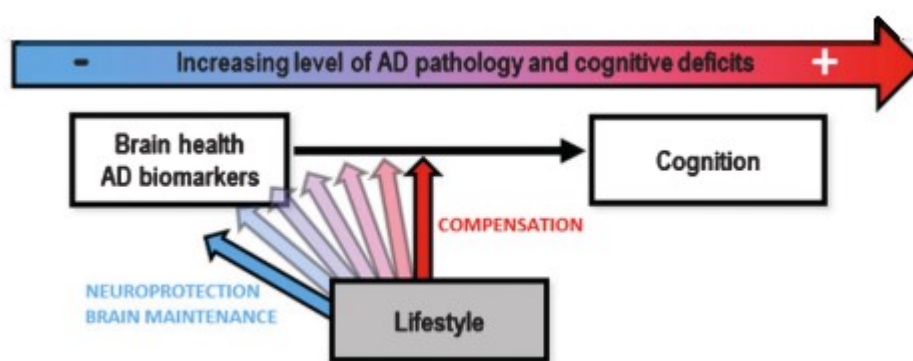 - Increasing level of AD pathology and cognitive deficits +
Brain health
AD biomarkers
Cognition
COMPENSATION
NEUROPROTECTION
BRAIN MAINTENANCE
Lifestyle